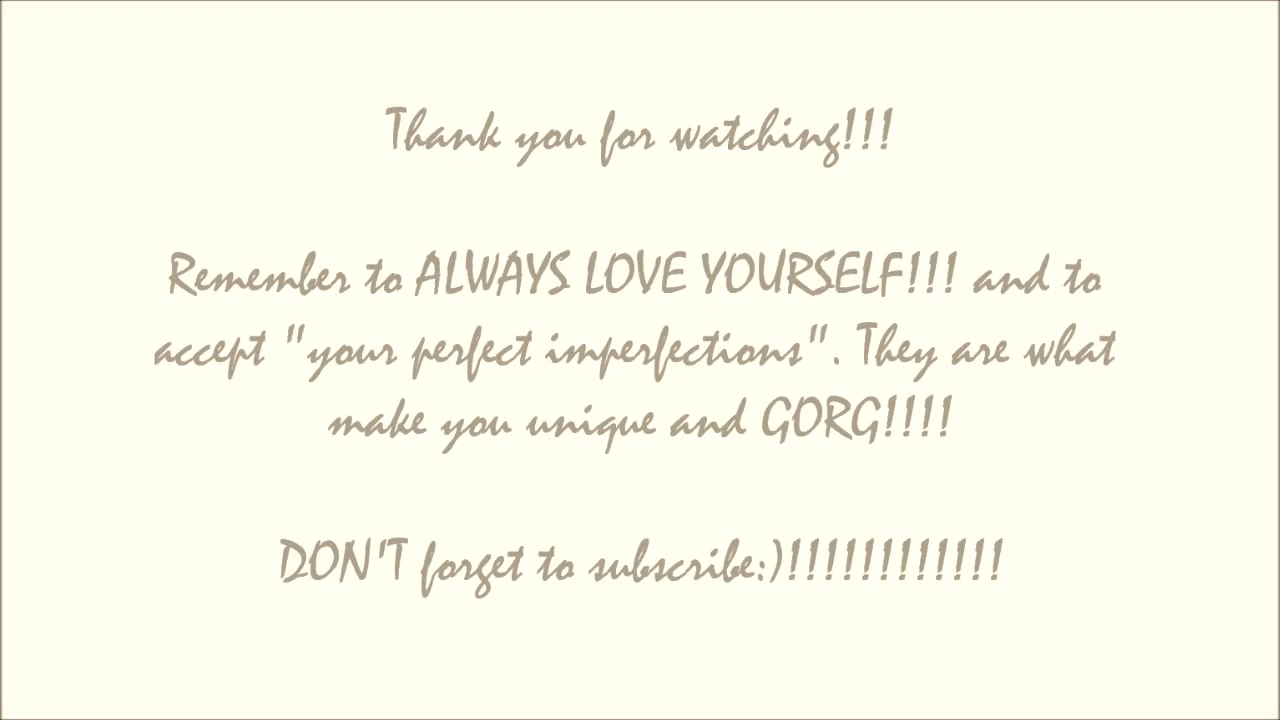 Thank you for watching!!!
Remember to ALWAYS LOVE YOURSELF!!! and to
accept "your perfect imperfections". They are what
make you unique and GORG!!!!
DON'T forget to subscribe:)!!!!!!!!!!!!